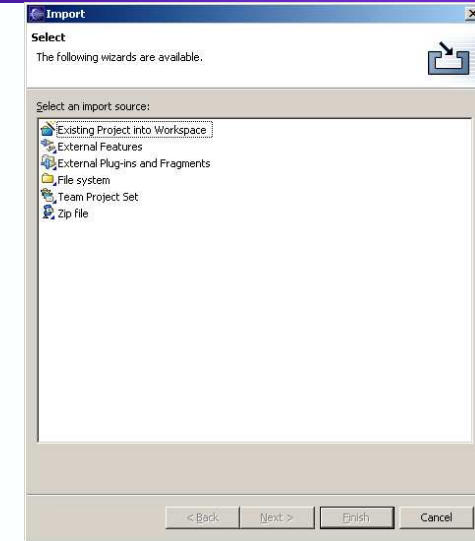 Import
Select
The following wizards are available.
Select an import source:
Existing Project into Workspace
External Features
External Plug-ins and Fragments
File system
Team Project Set
Zip file
< Back Next > Finish Cancel